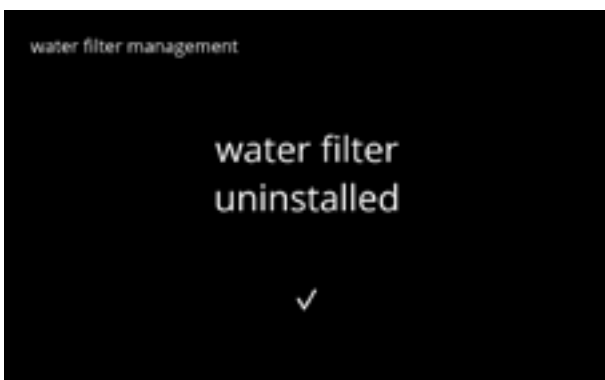 water filter management
water filter
uninstalled
✓